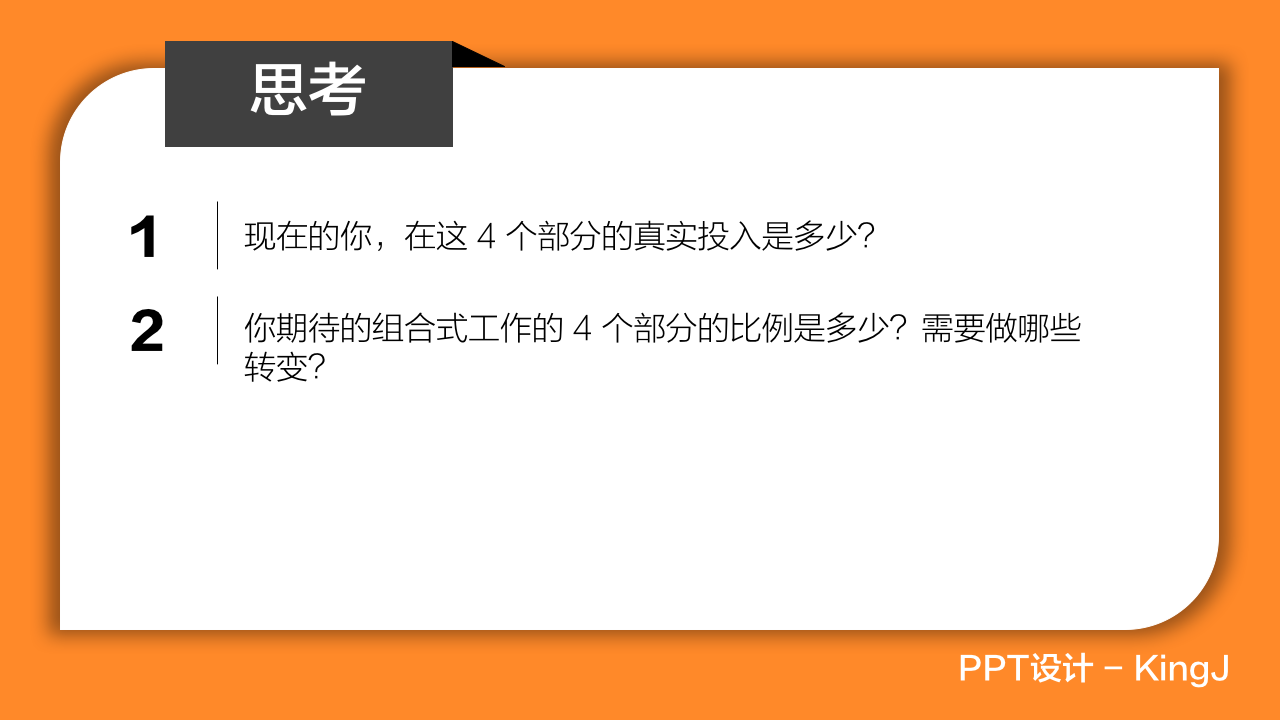 思考
1
现在的你，在这 4 个部分的真实投入是多少？
2
你期待的组合式工作的 4 个部分的比例是多少？需要做哪些
转变？
PPT设计 – KingJ